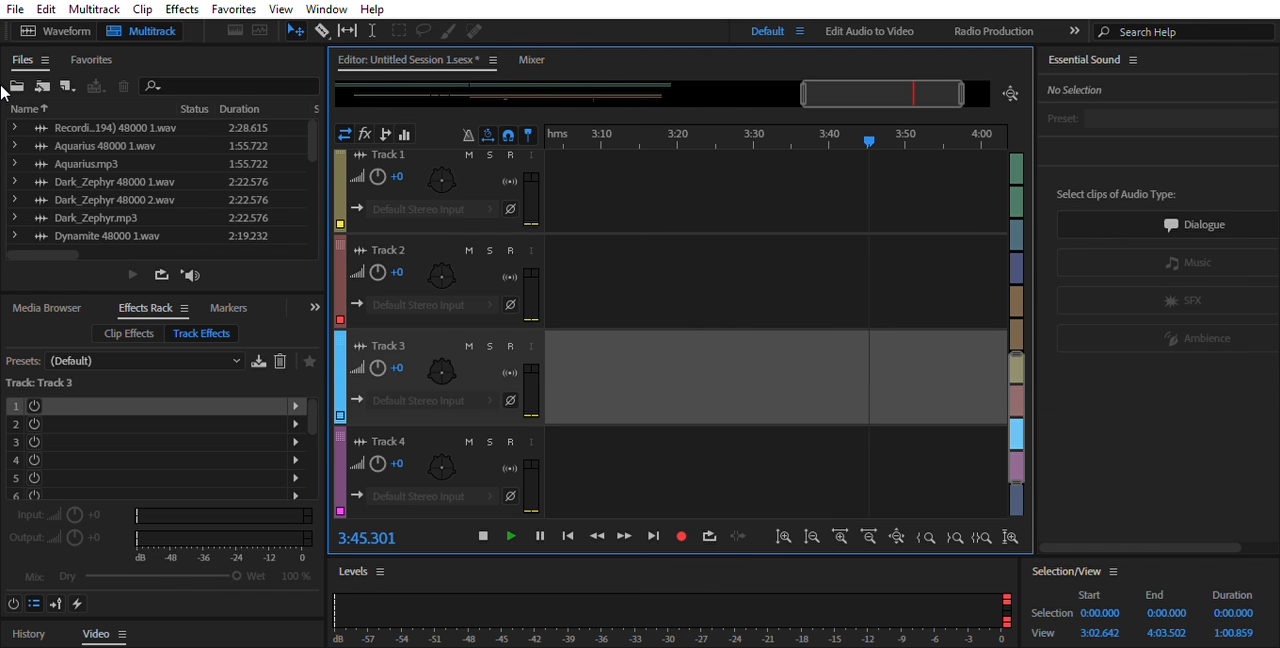 File Edit Multitrack Clip Effects Favorites View Window Help
Waveform Multitrack Default Edit Audio to Video Radio Production Search Help
Files Favorites
Name Status Duration S
Recordi...194) 48000 1.wav 2:28.615
Aquarius 48000 1.wav 1:55.722
Aquarius.mp3 1:55.722
Dark_Zephyr 48000 1.wav 2:22.576
Dark_Zephyr 48000 2.wav 2:22.576
Dark_Zephyr.mp3 2:22.576
Dynamite 48000 1.wav 2:19.232
Media Browser Effects Rack Markers
Clip Effects Track Effects
Presets: (Default)
Track: Track 3
1
2
3
4
5
6
Input: +0
Output: +0
dB -48 -36 -24 -12 0
Mix: Dry Wet 100 %
History Video
Editor: Untitled Session 1.sesx * Mixer
fx hms 3:10 3:20 3:30 3:40 3:50 4:00
Track 1 M S R I
+0
Default Stereo Input
Track 2 M S R I
+0
Default Stereo Input
Track 3 M S R I
+0
Default Stereo Input
Track 4 M S R I
+0
Default Stereo Input
3:45.301
Levels
dB -57 -54 -51 -48 -45 -42 -39 -36 -33 -30 -27 -24 -21 -18 -15 -12 -9 -6 -3 0
Essential Sound
No Selection
Preset:
Select clips of Audio Type:
Dialogue
Music
SFX
Ambience
Selection/View
Start End Duration
Selection 0:00.000 0:00.000 0:00.000
View 3:02.642 4:03.502 1:00.859